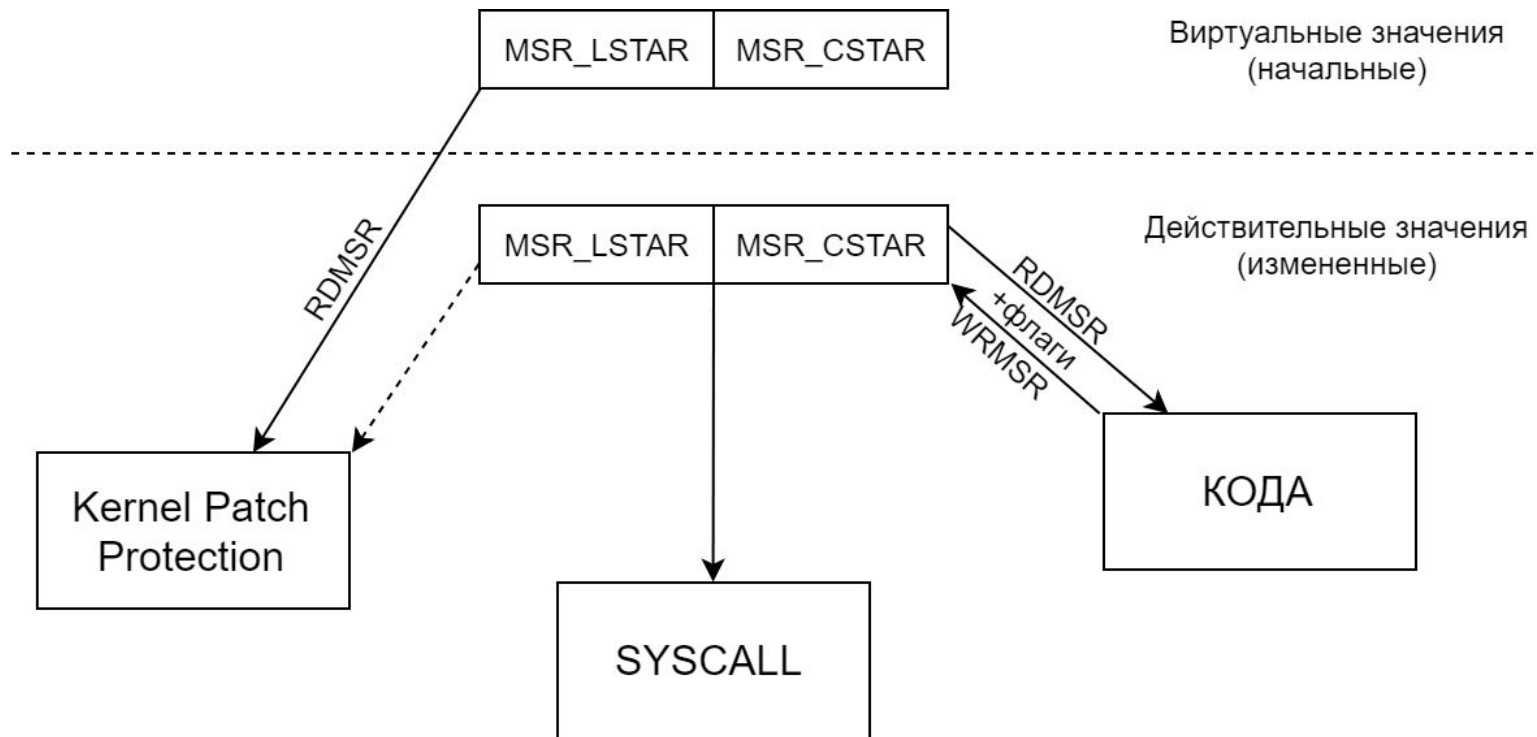 MSR_LSTAR MSR_CSTAR
Виртуальные значения
(начальные)
MSR_LSTAR MSR_CSTAR
Действительные значения
(измененные)
RDMSR
RDMSR
+флаги
WRMSR
Kernel Patch
Protection
КОДА
SYSCALL